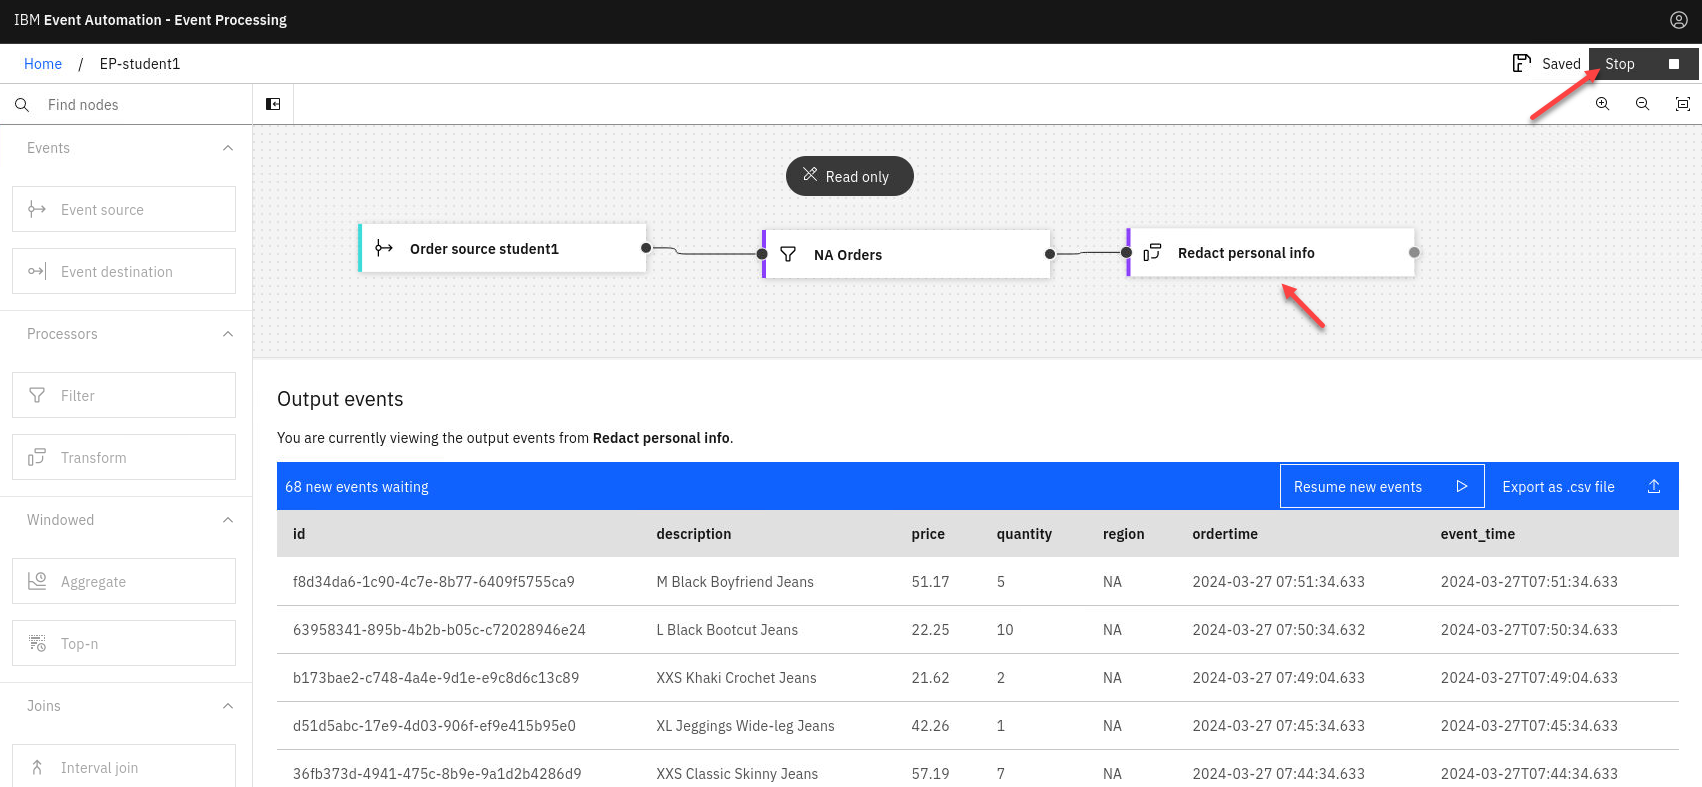 IBM Event Automation - Event Processing
Home / EP-student1
Saved
Stop
Find nodes
Events
Event source
Event destination
Processors
Filter
Transform
Windowed
Aggregate
Top-n
Joins
Interval join
Read only
Order source student1
NA Orders
Redact personal info
Output events
You are currently viewing the output events from Redact personal info.
68 new events waiting
Resume new events
Export as .csv file
id description price quantity region ordertime event_time
f8d34da6-1c90-4c7e-8b77-6409f5755ca9 M Black Boyfriend Jeans 51.17 5 NA 2024-03-27 07:51:34.633 2024-03-27T07:51:34.633
63958341-895b-4b2b-b05c-c72028946e24 L Black Bootcut Jeans 22.25 10 NA 2024-03-27 07:50:34.632 2024-03-27T07:50:34.633
b173bae2-c748-4a4e-9d1e-e9c8d6c13c89 XXS Khaki Crochet Jeans 21.62 2 NA 2024-03-27 07:49:04.633 2024-03-27T07:49:04.633
d51d5abc-17e9-4d03-906f-ef9e415b95e0 XL Jeggings Wide-leg Jeans 42.26 1 NA 2024-03-27 07:45:34.633 2024-03-27T07:45:34.633
36fb373d-4941-475c-8b9e-9a1d2b4286d9 XXS Classic Skinny Jeans 57.19 7 NA 2024-03-27 07:44:34.633 2024-03-27T07:44:34.633